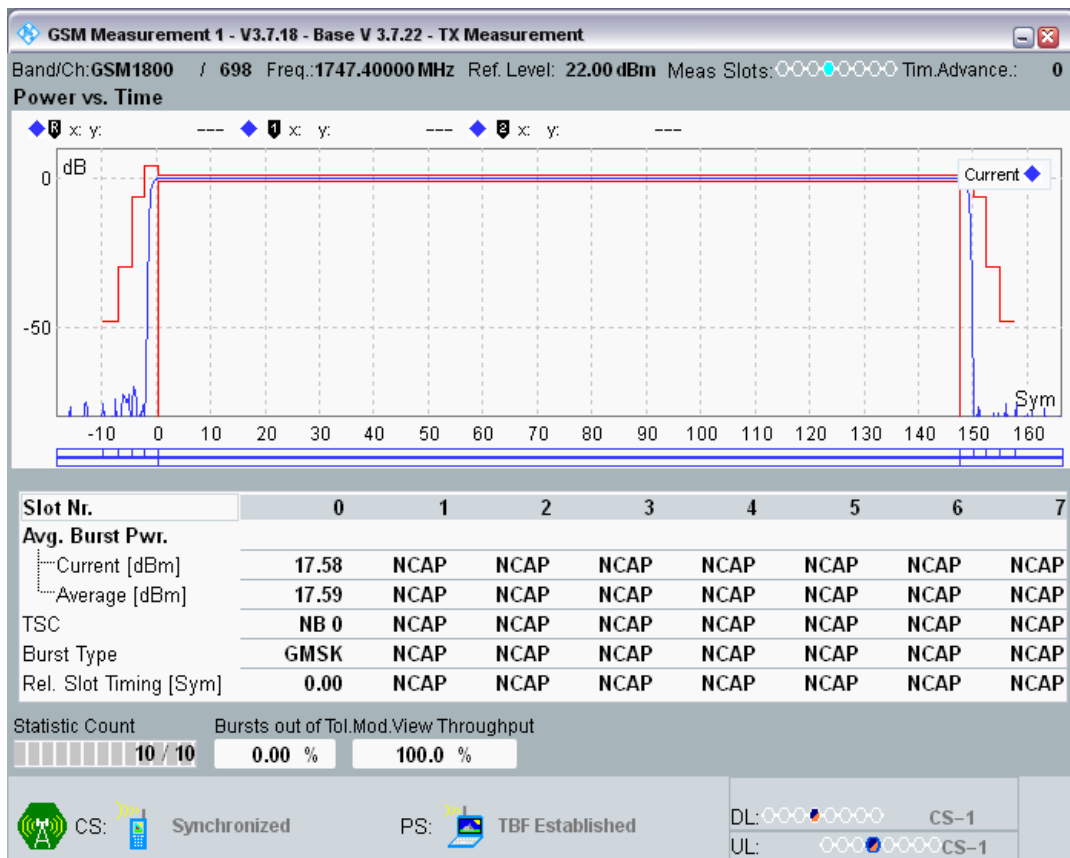 GSM Measurement 1 - V3.7.18 - Base V 3.7.22 - TX Measurement
Band/Ch:GSM1800 / 698 Freq.:1747.40000 MHz Ref. Level: 22.00 dBm Meas Slots: Tim.Advance.: 0
Power vs. Time
R x: y: --- 1 x: y: --- 2 x: y: ---
dB
Current
0
-50
Sym
-10 0 10 20 30 40 50 60 70 80 90 100 110 120 130 140 150 160
Slot Nr. 0 1 2 3 4 5 6 7
Avg. Burst Pwr.
Current [dBm] 17.58 NCAP NCAP NCAP NCAP NCAP NCAP NCAP
Average [dBm] 17.59 NCAP NCAP NCAP NCAP NCAP NCAP NCAP
TSC NB 0 NCAP NCAP NCAP NCAP NCAP NCAP NCAP
Burst Type GMSK NCAP NCAP NCAP NCAP NCAP NCAP NCAP
Rel. Slot Timing [Sym] 0.00 NCAP NCAP NCAP NCAP NCAP NCAP NCAP
Statistic Count Bursts out of Tol.Mod.View Throughput
10 / 10 0.00 % 100.0 %
CS: Synchronized PS: TBF Established
DL: CS-1
UL: CS-1